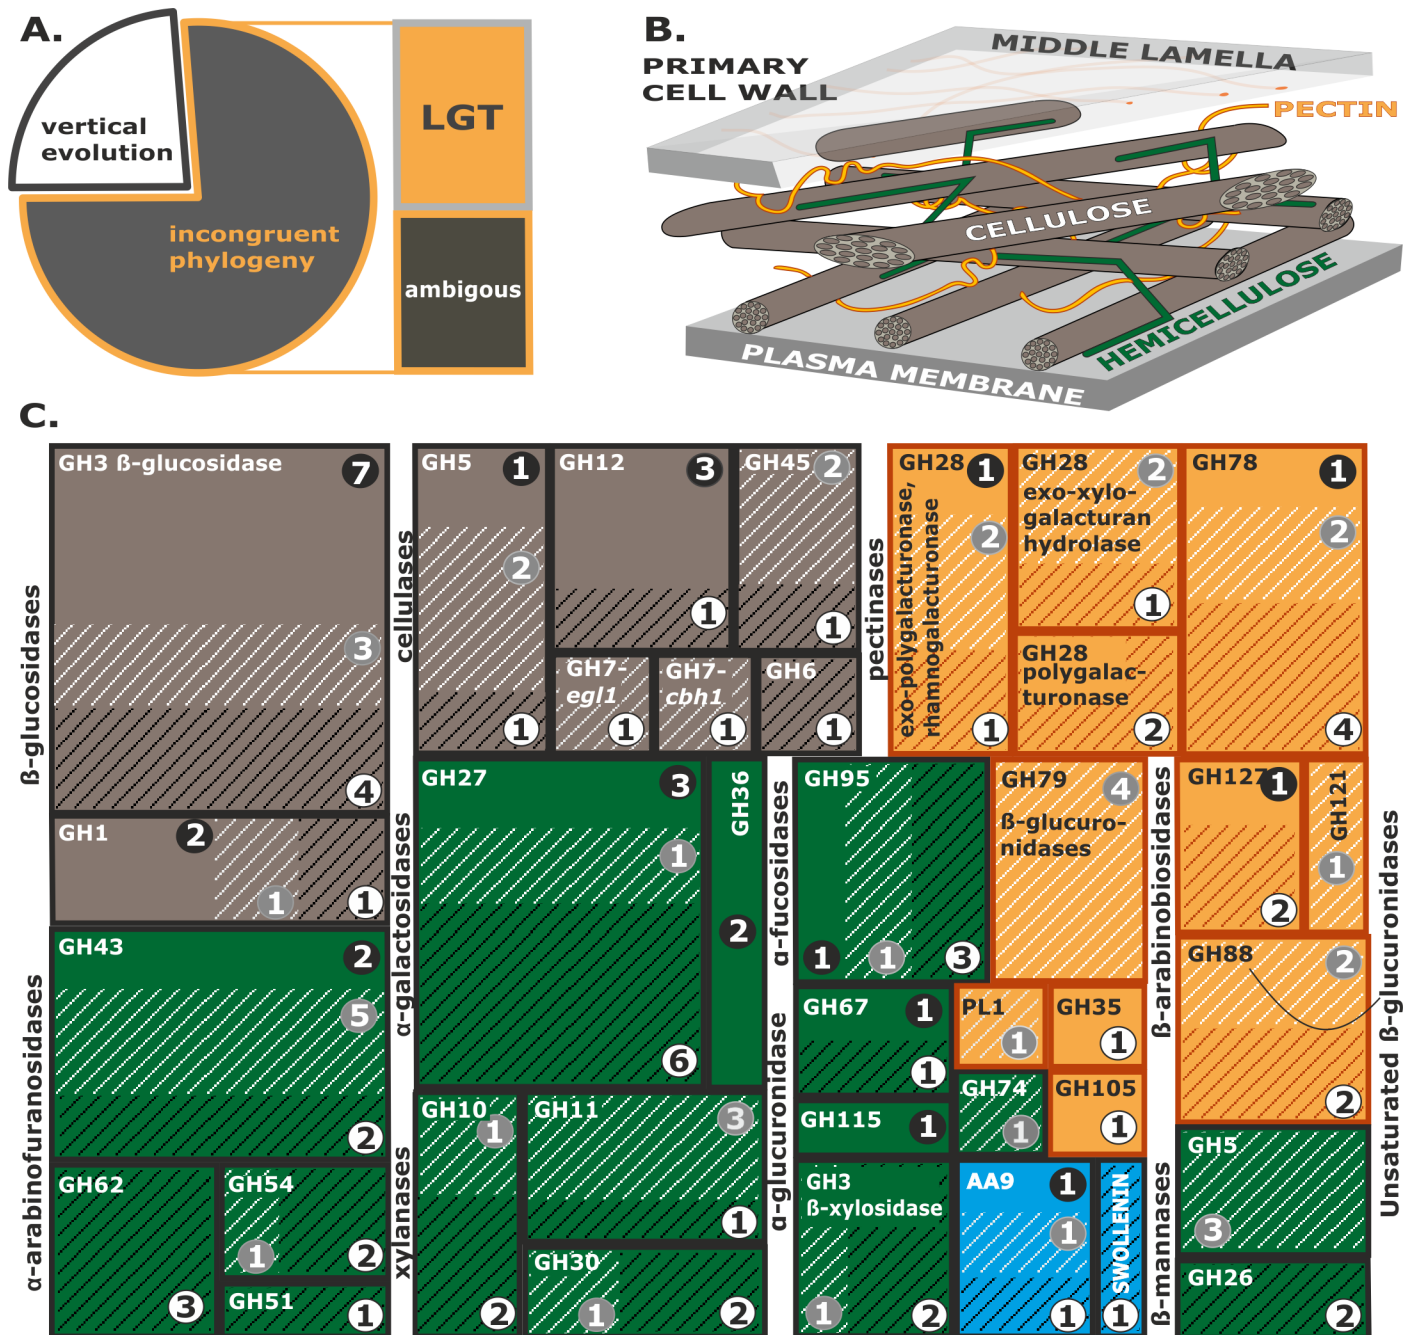 A.
vertical
evolution
incongruent
phylogeny
LGT
ambigous
B.
PRIMARY
CELL WALL
MIDDLE LAMELLA
PECTIN
CELLULOSE
HEMICELLULOSE
PLASMA MEMBRANE
C.
ß-glucosidases
GH3 ß-glucosidase
7
3
4
GH1
2
1
1
cellulases
GH5
1
2
1
GH12
3
1
GH45
2
1
GH7-
egl1
1
GH7-
cbh1
1
GH6
1
pectinases
GH28
exo-polygalacturonase,
rhamnogalacturonase
1
2
1
GH28
exo-xylo-
galacturan
hydrolase
2
1
GH28
polygalac-
turonase
2
GH78
1
2
4
α-arabinofuranosidases
GH43
2
5
2
GH62
3
GH54
1
2
GH51
1
α-galactosidases
GH27
3
1
6
GH36
2
xylanases
GH10
1
2
GH11
3
1
GH30
1
2
α-fucosidases
GH95
1
1
3
GH79
4
ß-glucuro-
nidases
α-glucuronidase
GH67
1
1
GH115
1
PL1
1
GH35
1
GH74
1
GH105
1
GH3
ß-xylosidase
1
2
AA9
1
1
1
SWOLLENIN
1
ß-arabinobiosidases
GH127
1
2
GH121
1
Unsaturated ß-glucuronidases
GH88
2
2
ß-mannases
GH5
3
GH26
2